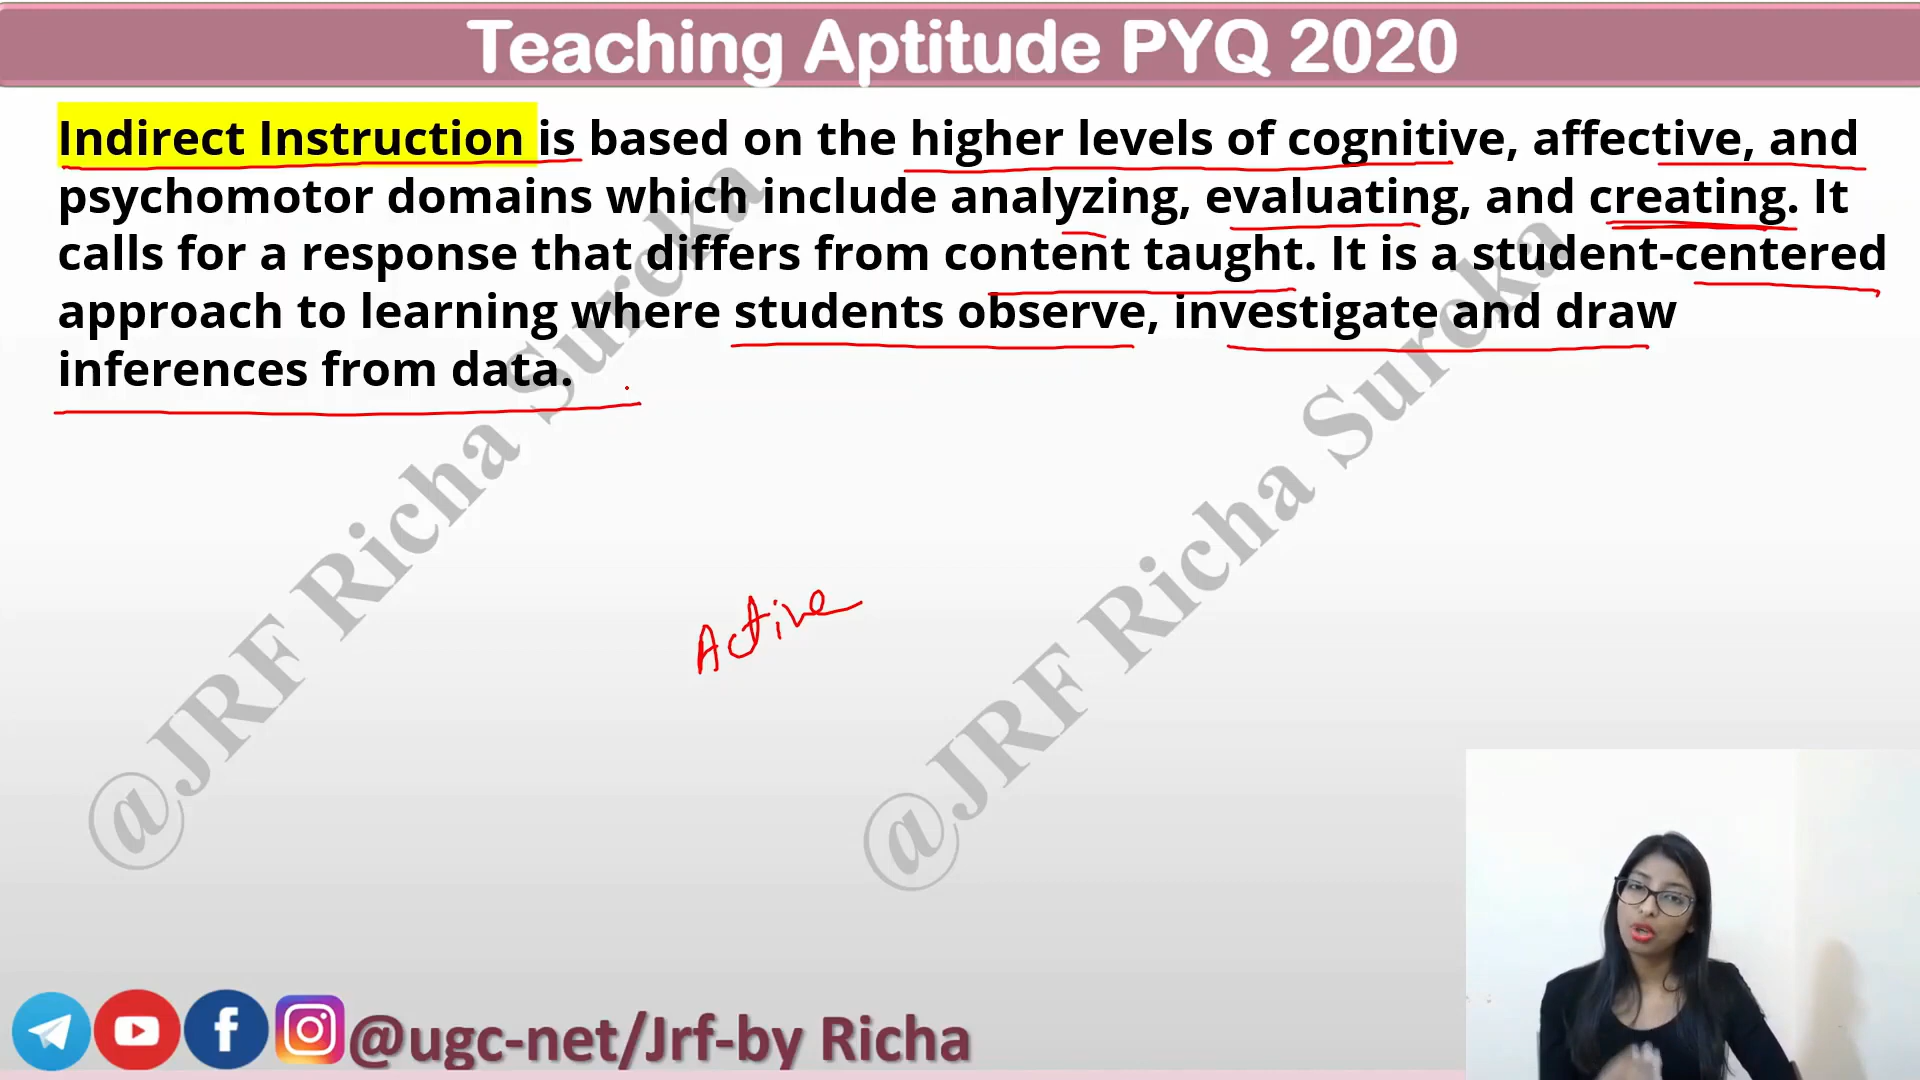 Teaching Aptitude PYQ 2020
Indirect Instruction is based on the higher levels of cognitive, affective, and
psychomotor domains which include analyzing, evaluating, and creating. It
calls for a response that differs from content taught. It is a student-centered
approach to learning where students observe, investigate and draw
inferences from data.
@JRF Richa Sureka
@JRF Richa Sureka
Active
@ugc-net/Jrf-by Richa